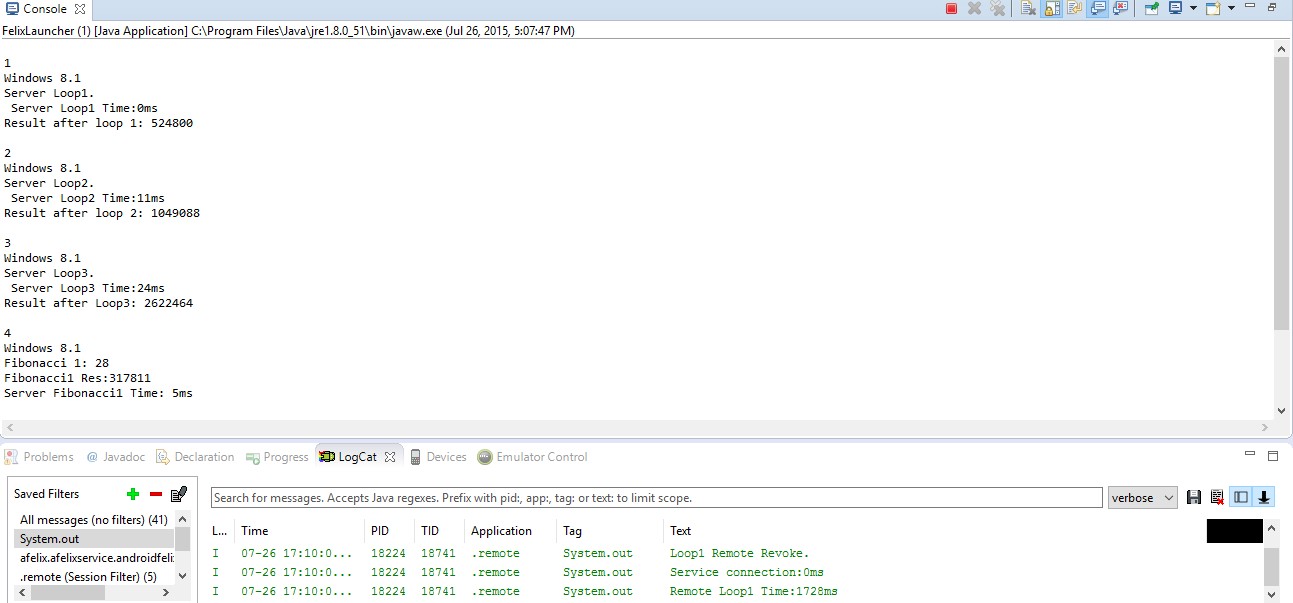 Console
FelixLauncher (1) [Java Application] C:\Program Files\Java\jre1.8.0_51\bin\javaw.exe (Jul 26, 2015, 5:07:47 PM)
1
Windows 8.1
Server Loop1.
Server Loop1 Time:0ms
Result after loop 1: 524800
2
Windows 8.1
Server Loop2.
Server Loop2 Time:11ms
Result after loop 2: 1049088
3
Windows 8.1
Server Loop3.
Server Loop3 Time:24ms
Result after Loop3: 2622464
4
Windows 8.1
Fibonacci 1: 28
Fibonacci1 Res:317811
Server Fibonacci1 Time: 5ms
Problems @ Javadoc Declaration Progress LogCat Devices Emulator Control
Saved Filters
All messages (no filters) (41)
System.out
afelix.afelixservice.androidfelix
.remote (Session Filter) (5)
Search for messages. Accepts Java regexes. Prefix with pid:, app:, tag: or text: to limit scope.
verbose
L... Time PID TID Application Tag Text
I 07-26 17:10:0... 18224 18741 .remote System.out Loop1 Remote Revoke.
I 07-26 17:10:0... 18224 18741 .remote System.out Service connection:0ms
I 07-26 17:10:0... 18224 18741 .remote System.out Remote Loop1 Time:1728ms